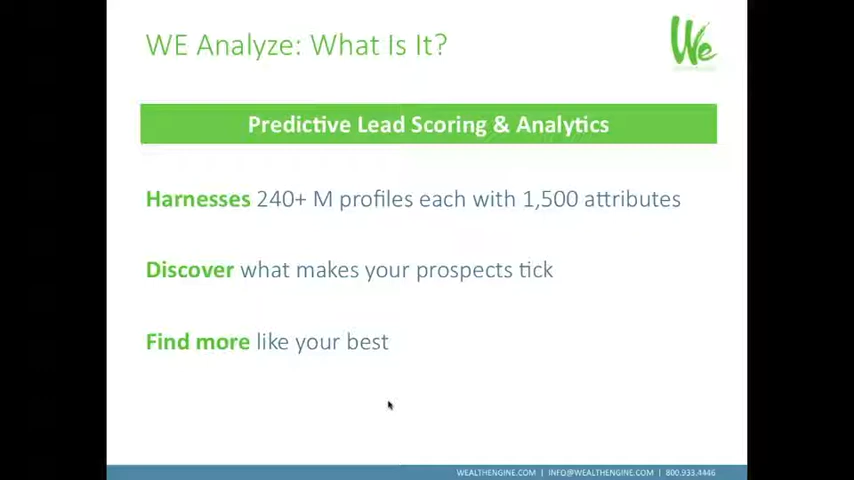 WE Analyze: What Is It?
We
Predictive Lead Scoring & Analytics
Harnesses 240+ M profiles each with 1,500 attributes
Discover what makes your prospects tick
Find more like your best
WEALTHENGINE.COM | INFO@WEALTHENGINE.COM | 800.933.4446